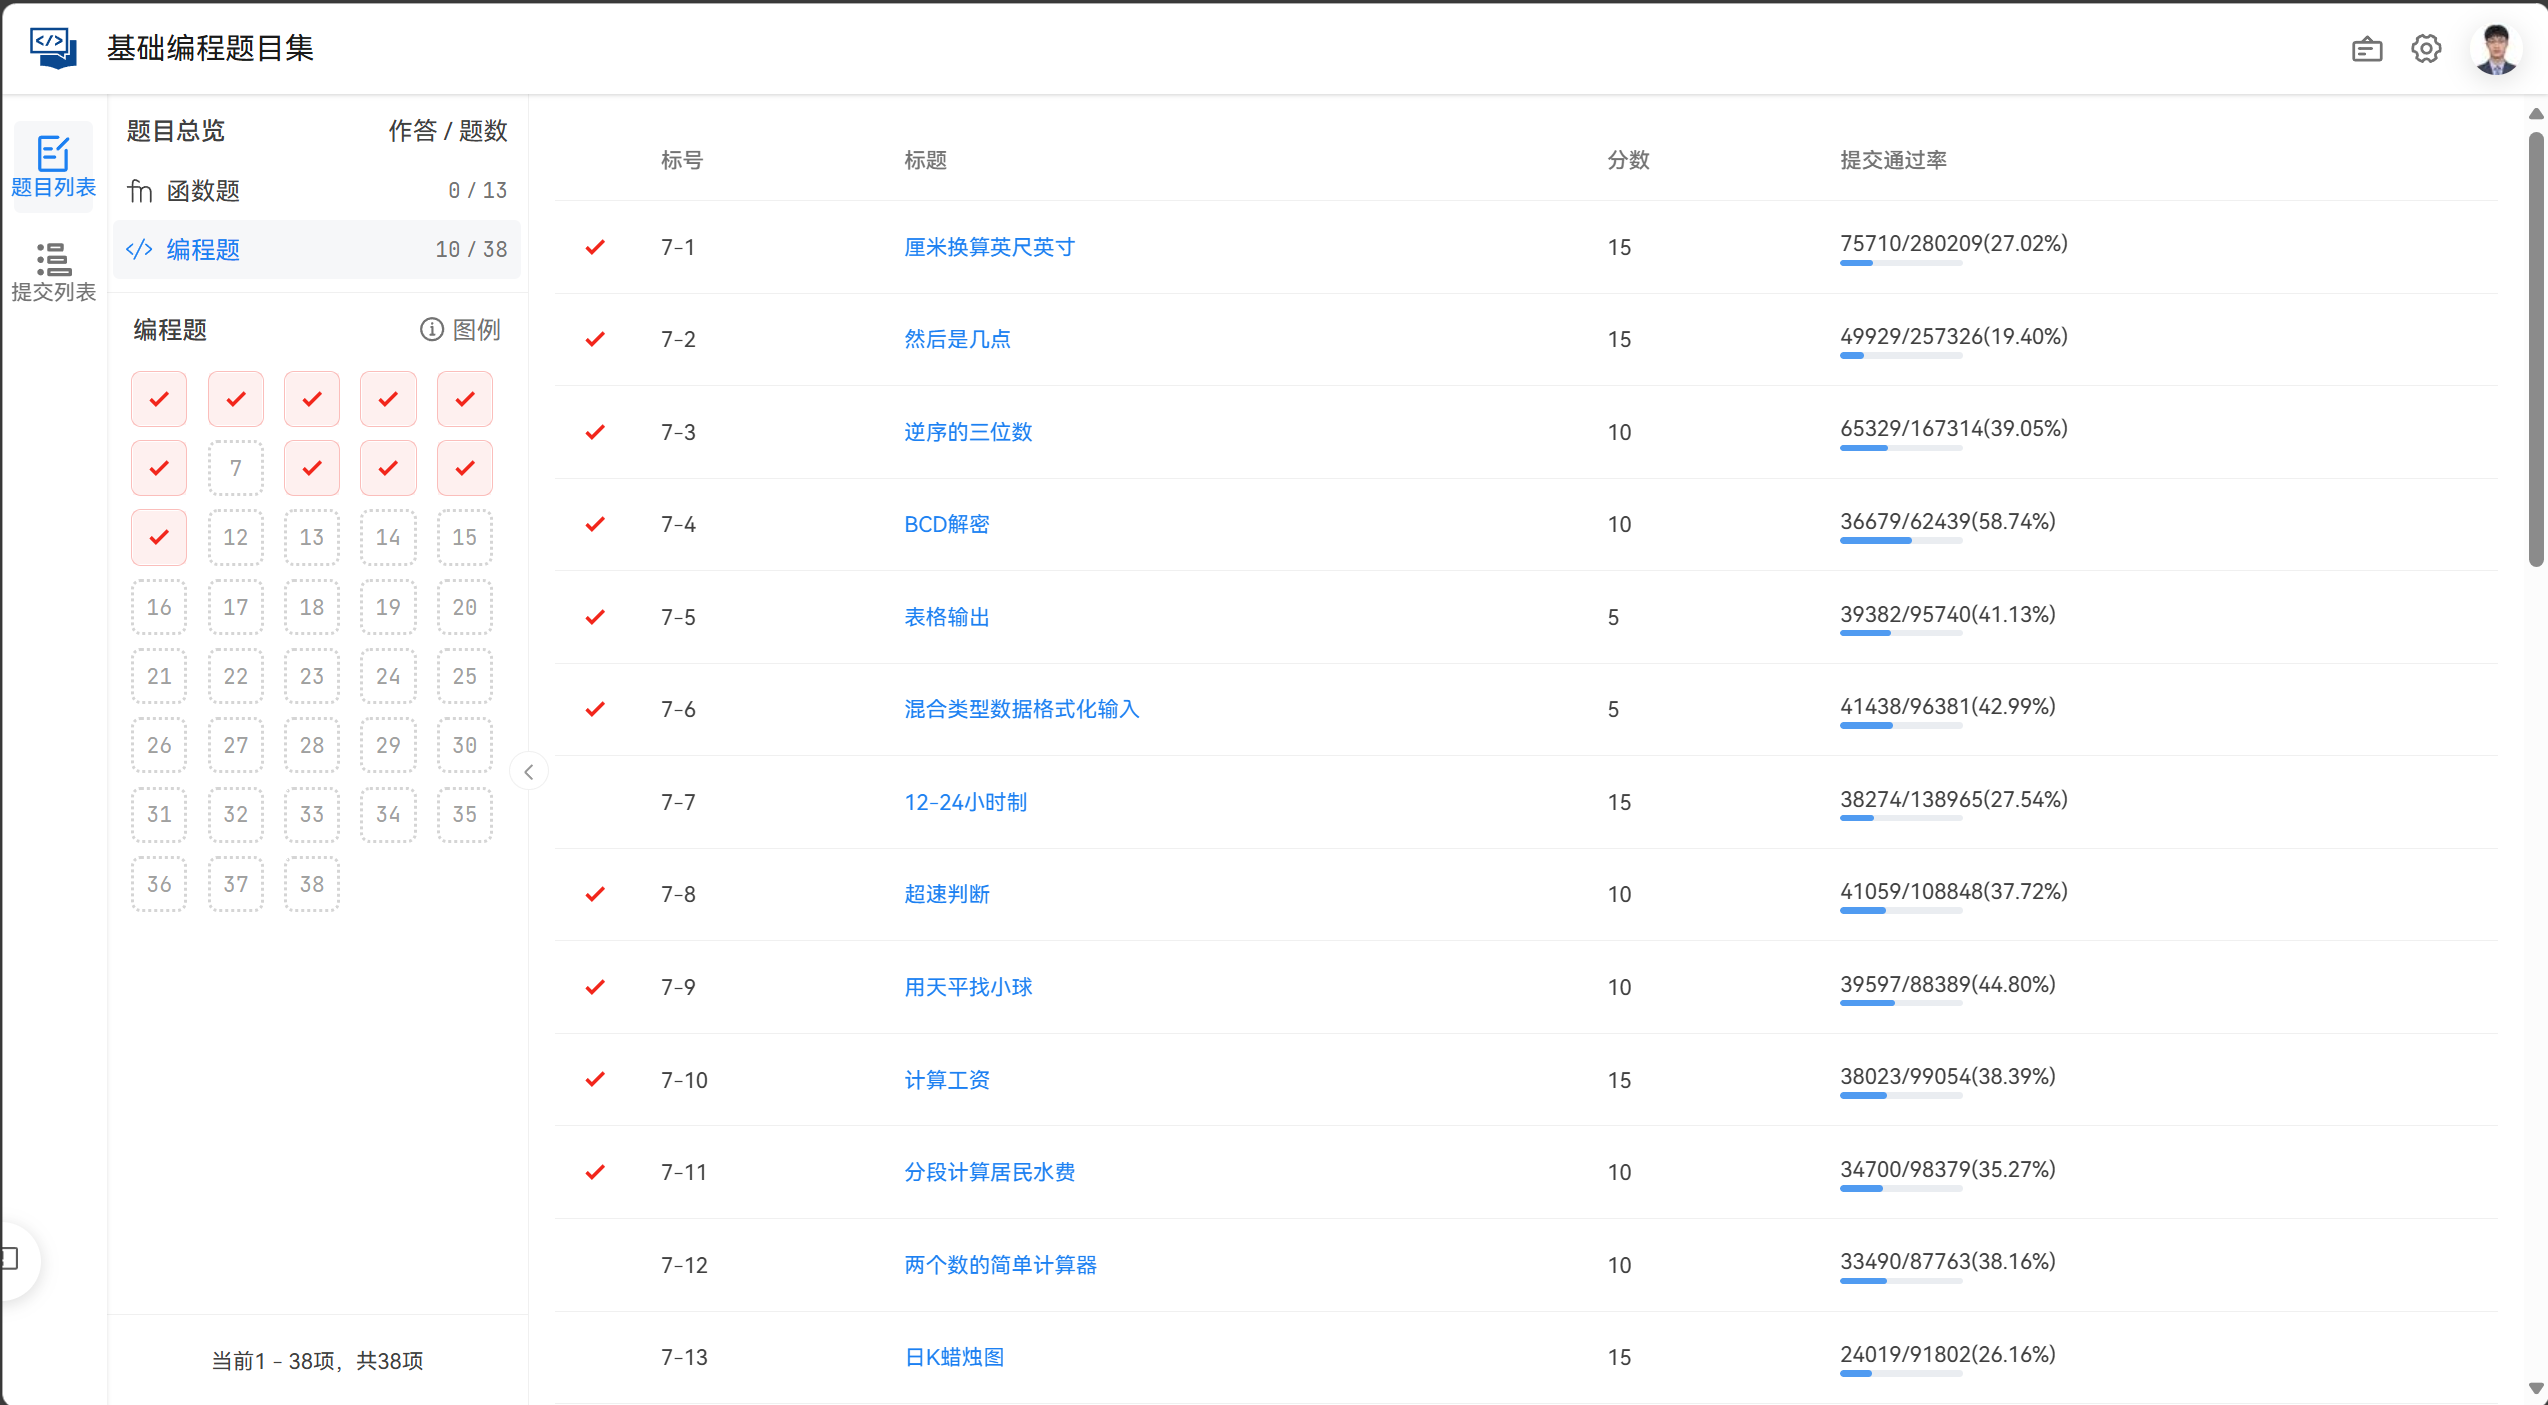 基础编程题目集
题目列表
提交列表
题目总览 作答 / 题数
fn 函数题 0 / 13
</> 编程题 10 / 38
编程题 图例
7
12 13 14 15
16 17 18 19 20
21 22 23 24 25
26 27 28 29 30
31 32 33 34 35
36 37 38
当前1 - 38项，共38项
标号 标题 分数 提交通过率
7-1 厘米换算英尺英寸 15 75710/280209(27.02%)
7-2 然后是几点 15 49929/257326(19.40%)
7-3 逆序的三位数 10 65329/167314(39.05%)
7-4 BCD解密 10 36679/62439(58.74%)
7-5 表格输出 5 39382/95740(41.13%)
7-6 混合类型数据格式化输入 5 41438/96381(42.99%)
7-7 12-24小时制 15 38274/138965(27.54%)
7-8 超速判断 10 41059/108848(37.72%)
7-9 用天平找小球 10 39597/88389(44.80%)
7-10 计算工资 15 38023/99054(38.39%)
7-11 分段计算居民水费 10 34700/98379(35.27%)
7-12 两个数的简单计算器 10 33490/87763(38.16%)
7-13 日K蜡烛图 15 24019/91802(26.16%)